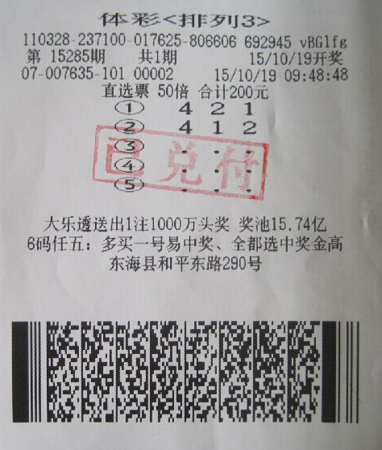 体彩<排列3>
110328-237100-017625-806606 692945 vBGlfg
第 15285期 共1期 15/10/19开奖
07-007635-101 00002 15/10/19 09:48:48
直选票 50倍 合计200元
① 4 2 1
② 4 1 2
③ . . .
④ . . .
⑤ . . .
已兑付
大乐透送出1注1000万头奖 奖池15.74亿
6码任五：多买一号易中奖、全都选中奖金高
东海县和平东路290号